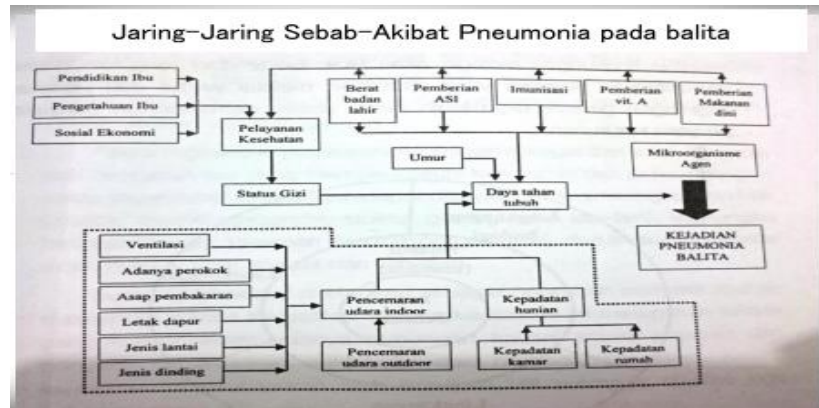 Jaring-Jaring Sebab-Akibat Pneumonia pada balita
Pendidikan Ibu
Pengetahuan Ibu
Sosial Ekonomi
Pelayanan
Kesehatan
Status Gizi
Berat
badan
lahir
Pemberian
ASI
Imunisasi
Pemberian
vit. A
Pemberian
Makanan
dini
Umur
Daya tahan
tubuh
Mikroorganisme
Agen
KEJADIAN
PNEUMONIA
BALITA
Ventilasi
Adanya perokok
Asap pembakaran
Letak dapur
Jenis lantai
Jenis dinding
Pencemaran
udara indoor
Pencemaran
udara outdoor
Kepadatan
hunian
Kepadatan
kamar
Kepadatan
rumah